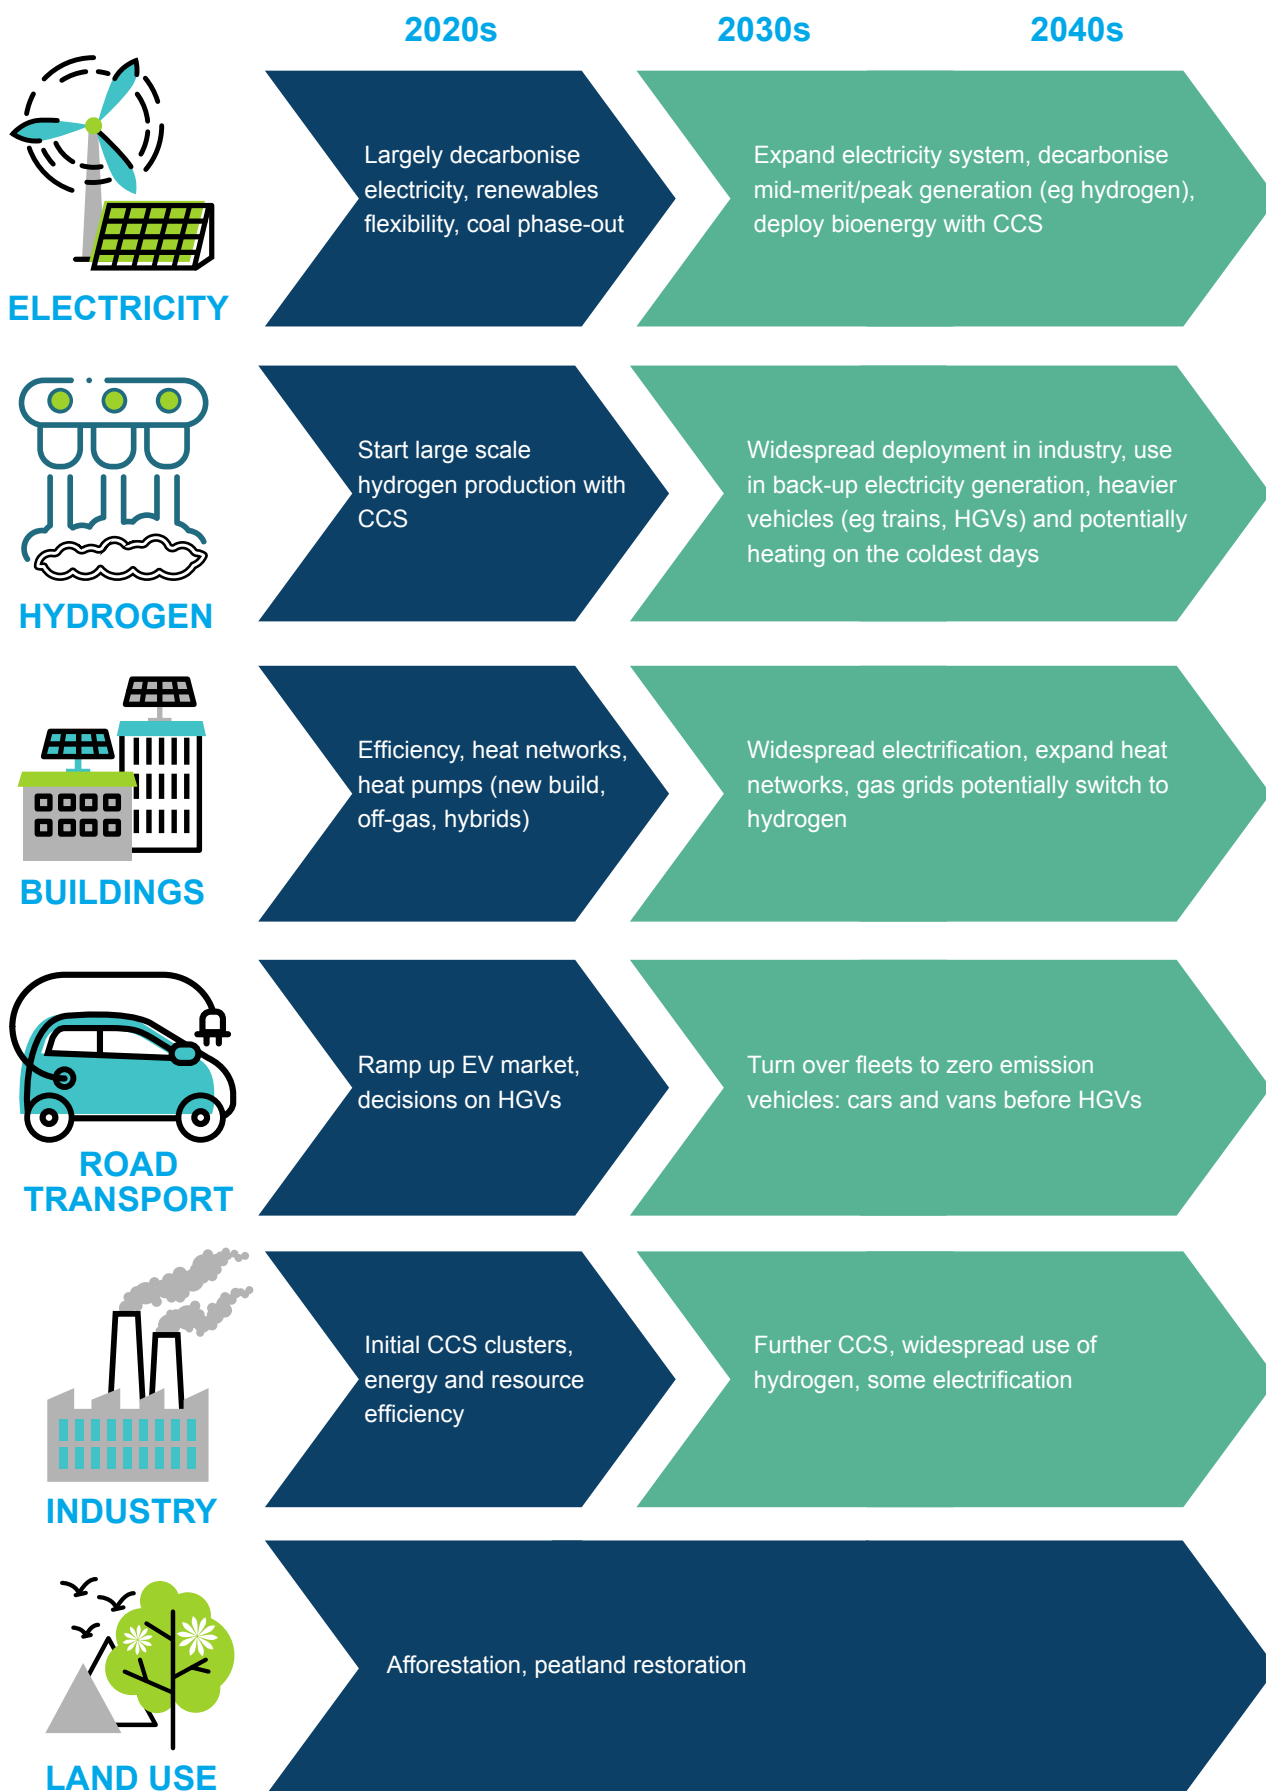 2020s
2030s
2040s
ELECTRICITY
Largely decarbonise
electricity, renewables
flexibility, coal phase-out
Expand electricity system, decarbonise
mid-merit/peak generation (eg hydrogen),
deploy bioenergy with CCS
HYDROGEN
Start large scale
hydrogen production with
CCS
Widespread deployment in industry, use
in back-up electricity generation, heavier
vehicles (eg trains, HGVs) and potentially
heating on the coldest days
BUILDINGS
Efficiency, heat networks,
heat pumps (new build,
off-gas, hybrids)
Widespread electrification, expand heat
networks, gas grids potentially switch to
hydrogen
ROAD
TRANSPORT
Ramp up EV market,
decisions on HGVs
Turn over fleets to zero emission
vehicles: cars and vans before HGVs
INDUSTRY
Initial CCS clusters,
energy and resource
efficiency
Further CCS, widespread use of
hydrogen, some electrification
LAND USE
Afforestation, peatland restoration